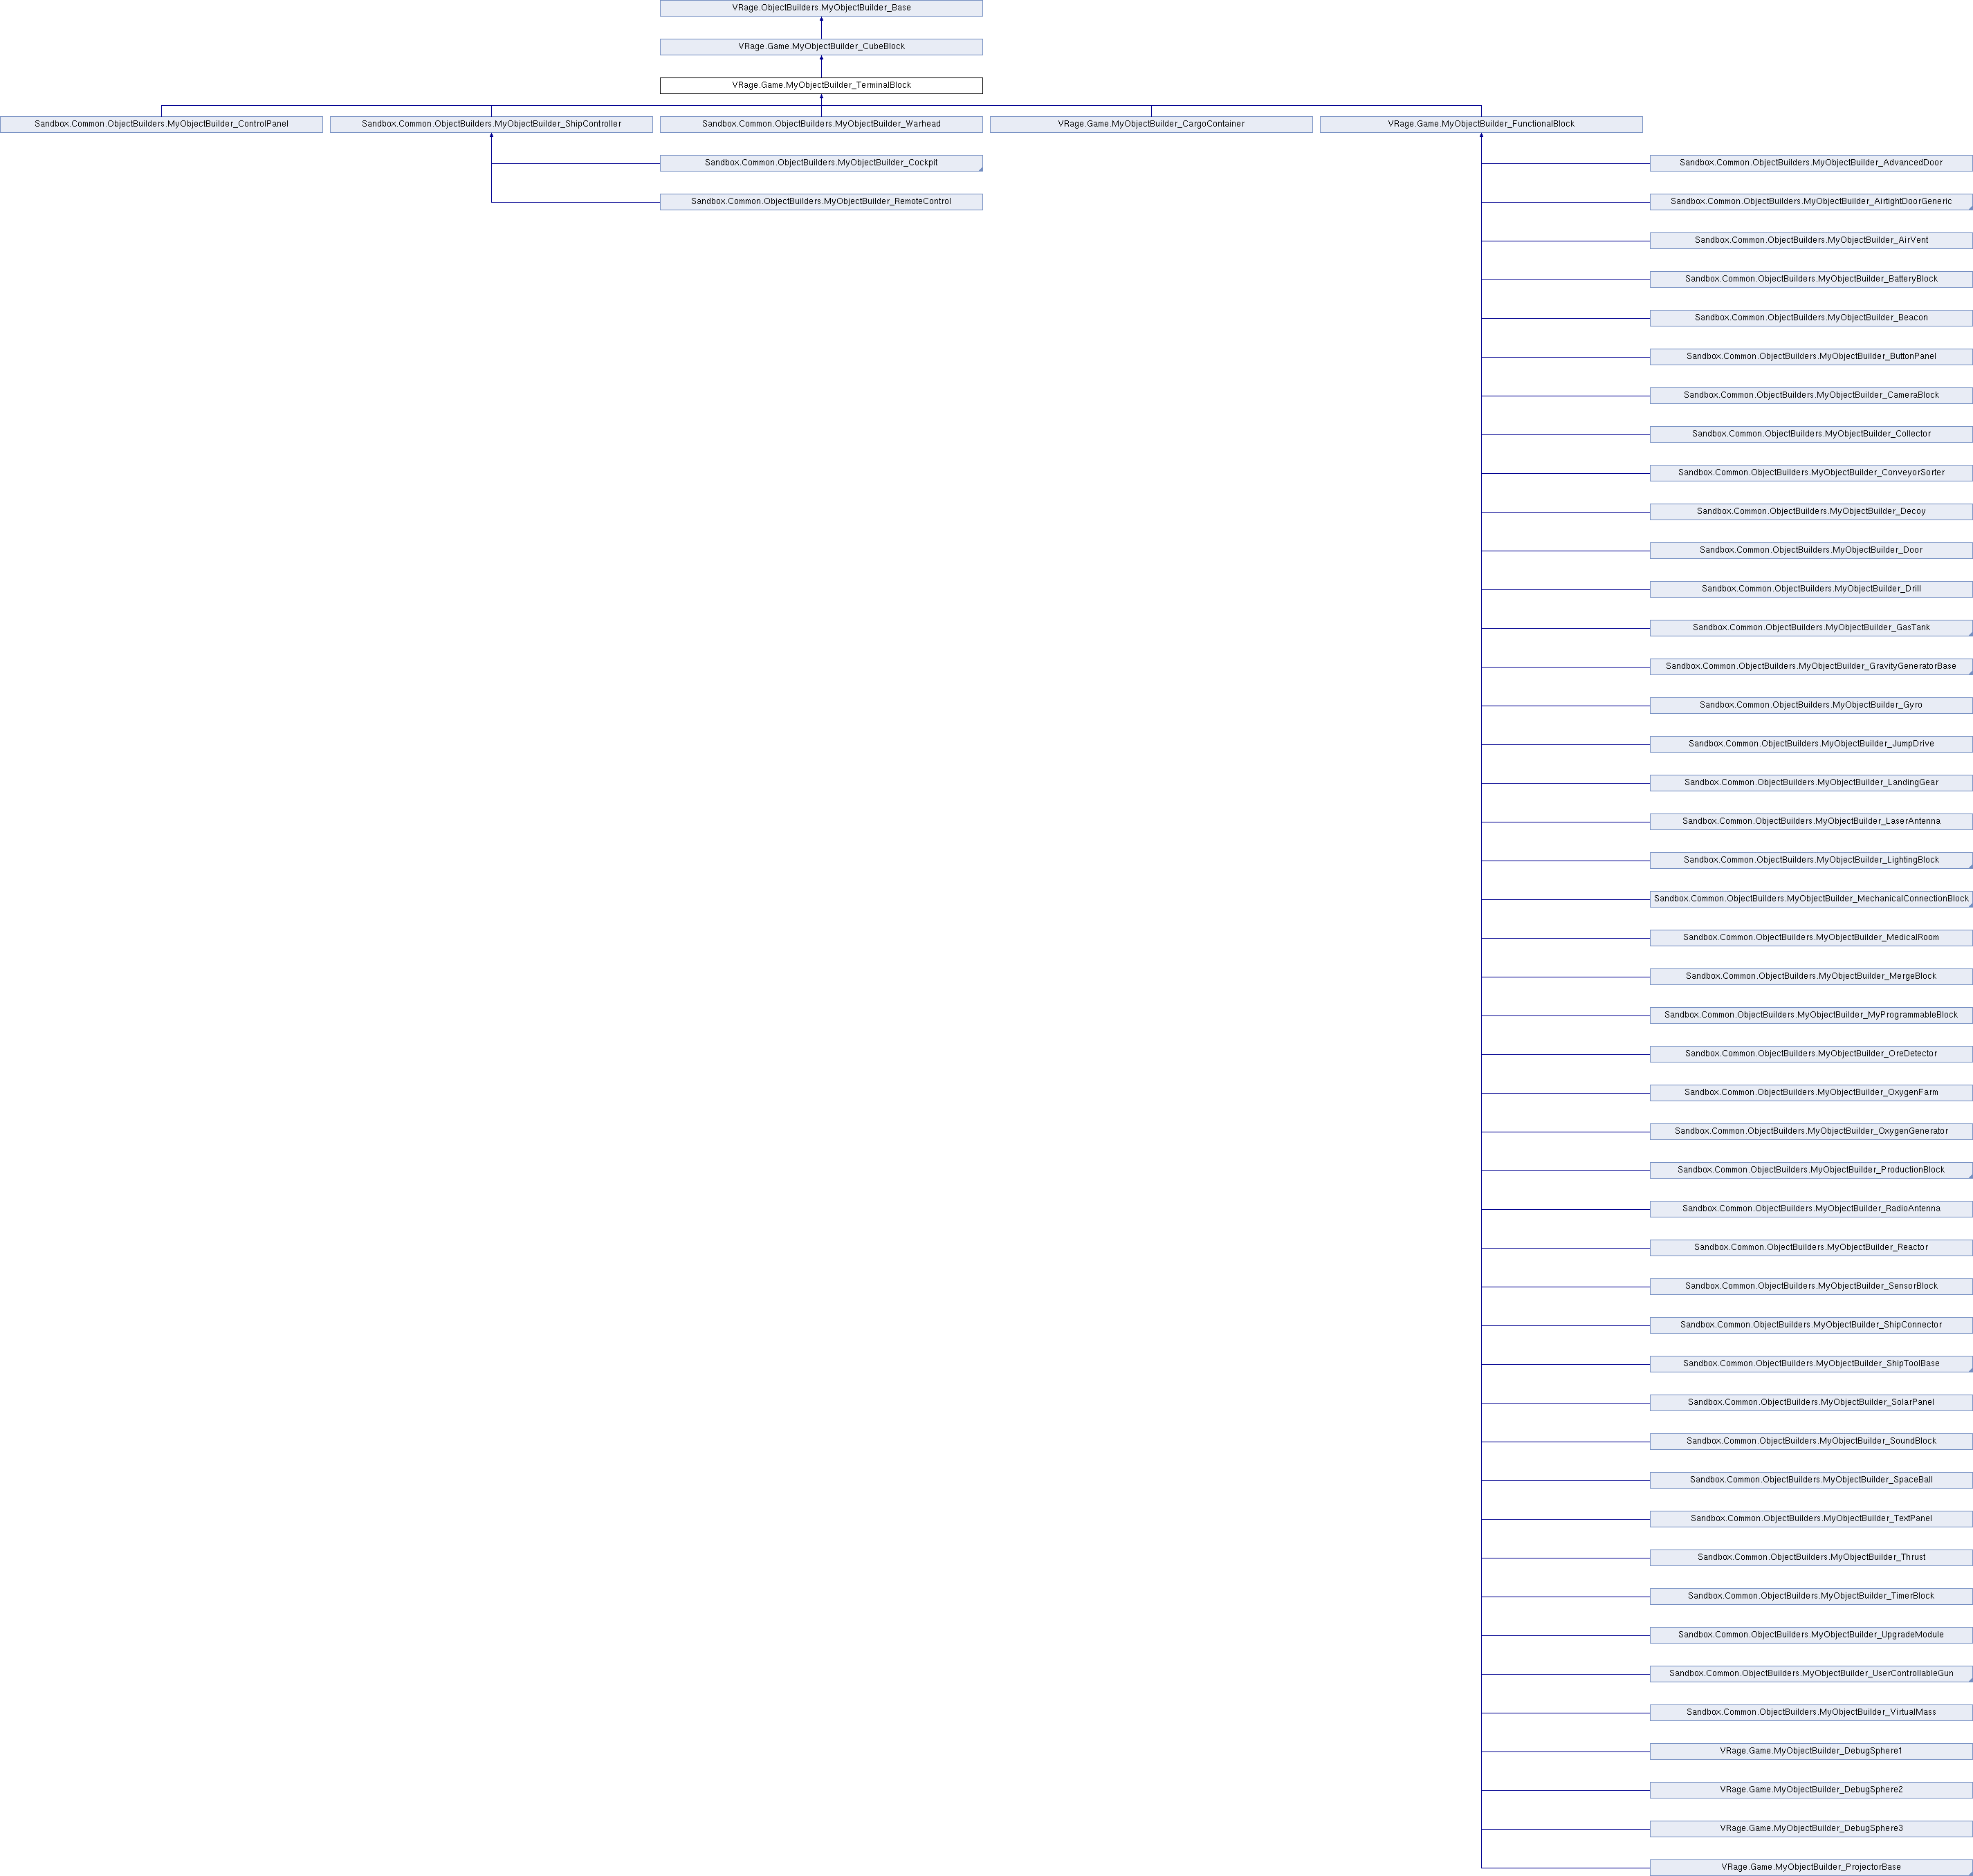 VRage.ObjectBuilders.MyObjectBuilder_Base
VRage.Game.MyObjectBuilder_CubeBlock
VRage.Game.MyObjectBuilder_TerminalBlock
Sandbox.Common.ObjectBuilders.MyObjectBuilder_ControlPanel
Sandbox.Common.ObjectBuilders.MyObjectBuilder_ShipController
Sandbox.Common.ObjectBuilders.MyObjectBuilder_Warhead
VRage.Game.MyObjectBuilder_CargoContainer
VRage.Game.MyObjectBuilder_FunctionalBlock
Sandbox.Common.ObjectBuilders.MyObjectBuilder_Cockpit
Sandbox.Common.ObjectBuilders.MyObjectBuilder_RemoteControl
Sandbox.Common.ObjectBuilders.MyObjectBuilder_AdvancedDoor
Sandbox.Common.ObjectBuilders.MyObjectBuilder_AirtightDoorGeneric
Sandbox.Common.ObjectBuilders.MyObjectBuilder_AirVent
Sandbox.Common.ObjectBuilders.MyObjectBuilder_BatteryBlock
Sandbox.Common.ObjectBuilders.MyObjectBuilder_Beacon
Sandbox.Common.ObjectBuilders.MyObjectBuilder_ButtonPanel
Sandbox.Common.ObjectBuilders.MyObjectBuilder_CameraBlock
Sandbox.Common.ObjectBuilders.MyObjectBuilder_Collector
Sandbox.Common.ObjectBuilders.MyObjectBuilder_ConveyorSorter
Sandbox.Common.ObjectBuilders.MyObjectBuilder_Decoy
Sandbox.Common.ObjectBuilders.MyObjectBuilder_Door
Sandbox.Common.ObjectBuilders.MyObjectBuilder_Drill
Sandbox.Common.ObjectBuilders.MyObjectBuilder_GasTank
Sandbox.Common.ObjectBuilders.MyObjectBuilder_GravityGeneratorBase
Sandbox.Common.ObjectBuilders.MyObjectBuilder_Gyro
Sandbox.Common.ObjectBuilders.MyObjectBuilder_JumpDrive
Sandbox.Common.ObjectBuilders.MyObjectBuilder_LandingGear
Sandbox.Common.ObjectBuilders.MyObjectBuilder_LaserAntenna
Sandbox.Common.ObjectBuilders.MyObjectBuilder_LightingBlock
Sandbox.Common.ObjectBuilders.MyObjectBuilder_MechanicalConnectionBlock
Sandbox.Common.ObjectBuilders.MyObjectBuilder_MedicalRoom
Sandbox.Common.ObjectBuilders.MyObjectBuilder_MergeBlock
Sandbox.Common.ObjectBuilders.MyObjectBuilder_MyProgrammableBlock
Sandbox.Common.ObjectBuilders.MyObjectBuilder_OreDetector
Sandbox.Common.ObjectBuilders.MyObjectBuilder_OxygenFarm
Sandbox.Common.ObjectBuilders.MyObjectBuilder_OxygenGenerator
Sandbox.Common.ObjectBuilders.MyObjectBuilder_ProductionBlock
Sandbox.Common.ObjectBuilders.MyObjectBuilder_RadioAntenna
Sandbox.Common.ObjectBuilders.MyObjectBuilder_Reactor
Sandbox.Common.ObjectBuilders.MyObjectBuilder_SensorBlock
Sandbox.Common.ObjectBuilders.MyObjectBuilder_ShipConnector
Sandbox.Common.ObjectBuilders.MyObjectBuilder_ShipToolBase
Sandbox.Common.ObjectBuilders.MyObjectBuilder_SolarPanel
Sandbox.Common.ObjectBuilders.MyObjectBuilder_SoundBlock
Sandbox.Common.ObjectBuilders.MyObjectBuilder_SpaceBall
Sandbox.Common.ObjectBuilders.MyObjectBuilder_TextPanel
Sandbox.Common.ObjectBuilders.MyObjectBuilder_Thrust
Sandbox.Common.ObjectBuilders.MyObjectBuilder_TimerBlock
Sandbox.Common.ObjectBuilders.MyObjectBuilder_UpgradeModule
Sandbox.Common.ObjectBuilders.MyObjectBuilder_UserControllableGun
Sandbox.Common.ObjectBuilders.MyObjectBuilder_VirtualMass
VRage.Game.MyObjectBuilder_DebugSphere1
VRage.Game.MyObjectBuilder_DebugSphere2
VRage.Game.MyObjectBuilder_DebugSphere3
VRage.Game.MyObjectBuilder_ProjectorBase